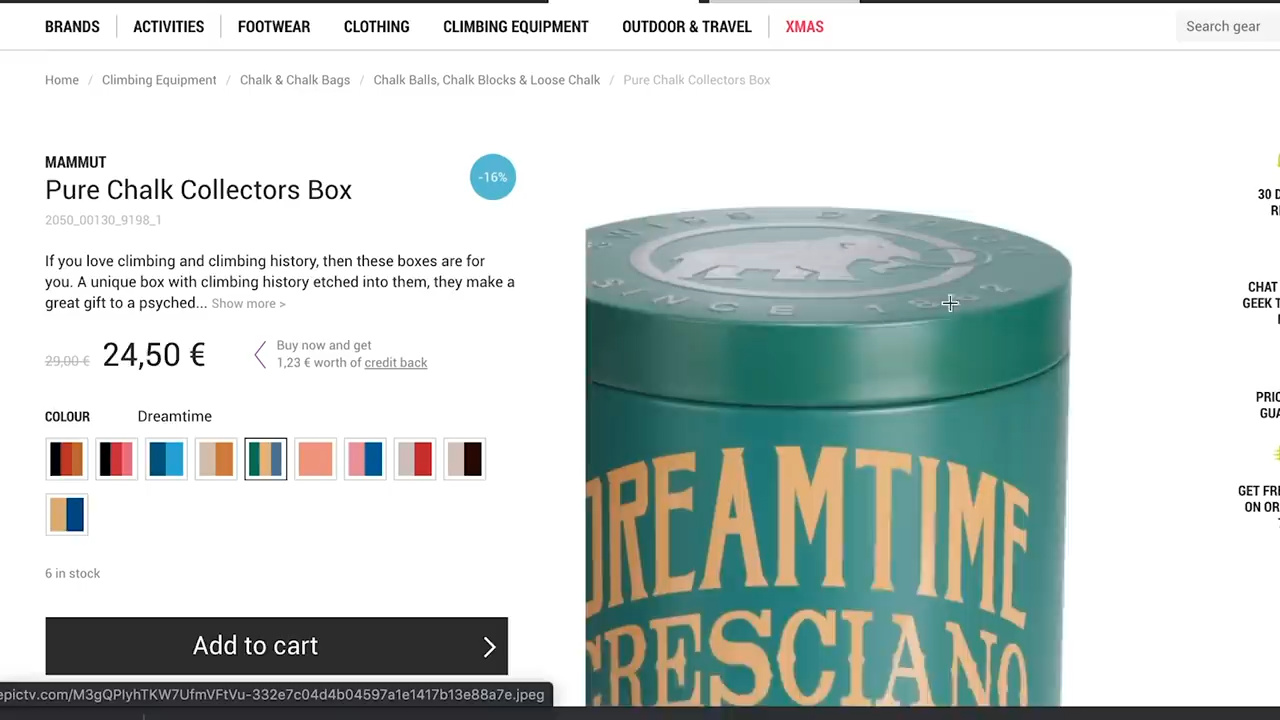 BRANDS
ACTIVITIES
FOOTWEAR
CLOTHING
CLIMBING EQUIPMENT
OUTDOOR & TRAVEL
XMAS
Search gear
Home / Climbing Equipment / Chalk & Chalk Bags / Chalk Balls, Chalk Blocks & Loose Chalk / Pure Chalk Collectors Box
MAMMUT
-16%
Pure Chalk Collectors Box
2050_00130_9198_1
If you love climbing and climbing history, then these boxes are for
you. A unique box with climbing history etched into them, they make a
great gift to a psyched... Show more >
29,00 € 24,50 €
Buy now and get
1,23 € worth of credit back
COLOUR Dreamtime
6 in stock
Add to cart
SINCE 1862
DREAMTIME
CRESCIANO
30 D
CHAT
GEEK T
PRIC
GUA
GET FRE
ON OR
epictv.com/M3gQPIyhTKW7UfmVFtVu-332e7c04d4b04597a1e1417b13e88a7e.jpeg